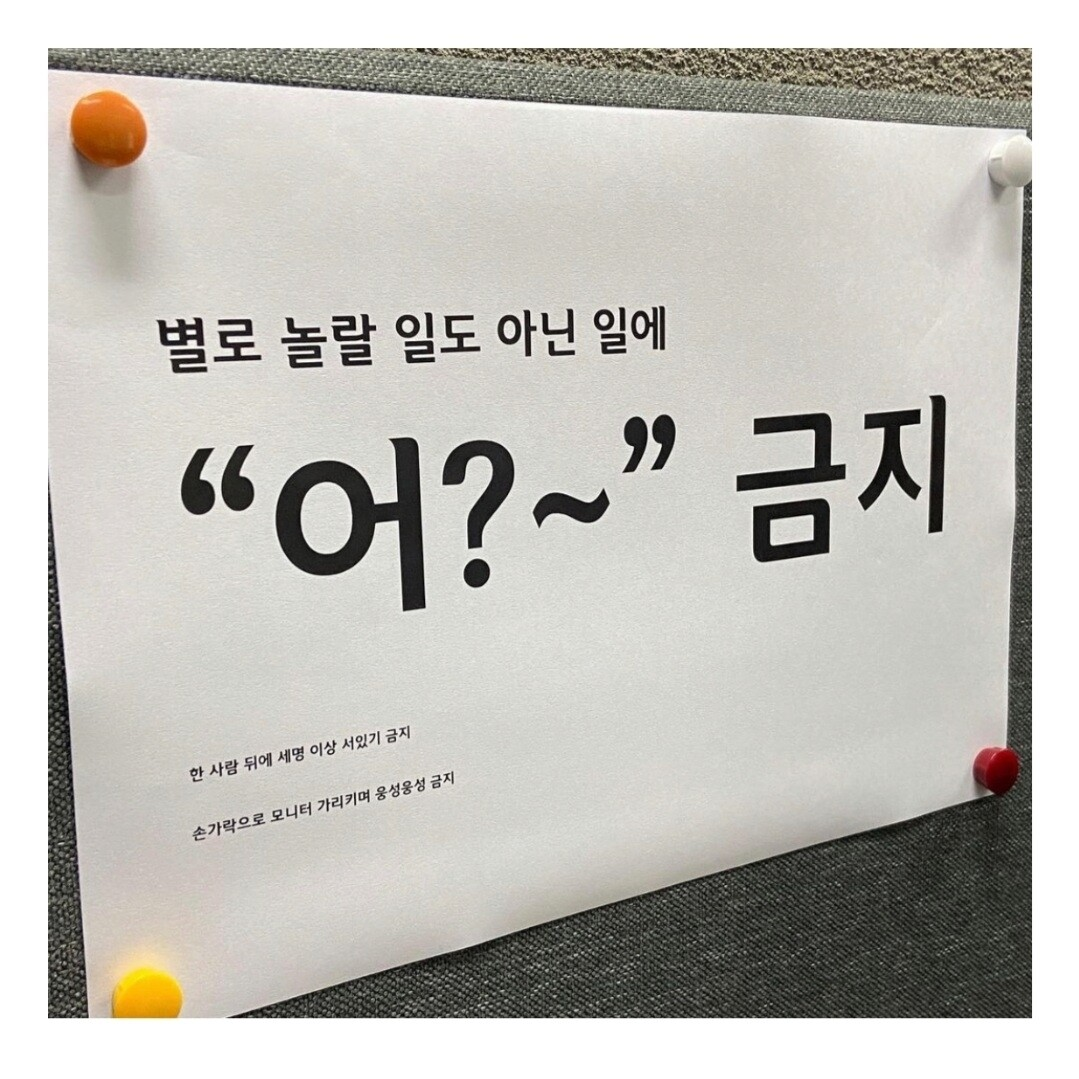 별로 놀랄 일도 아닌 일에
“어?~” 금지
한 사람 뒤에 세명 이상 서있기 금지
손가락으로 모니터 가리키며 웅성웅성 금지